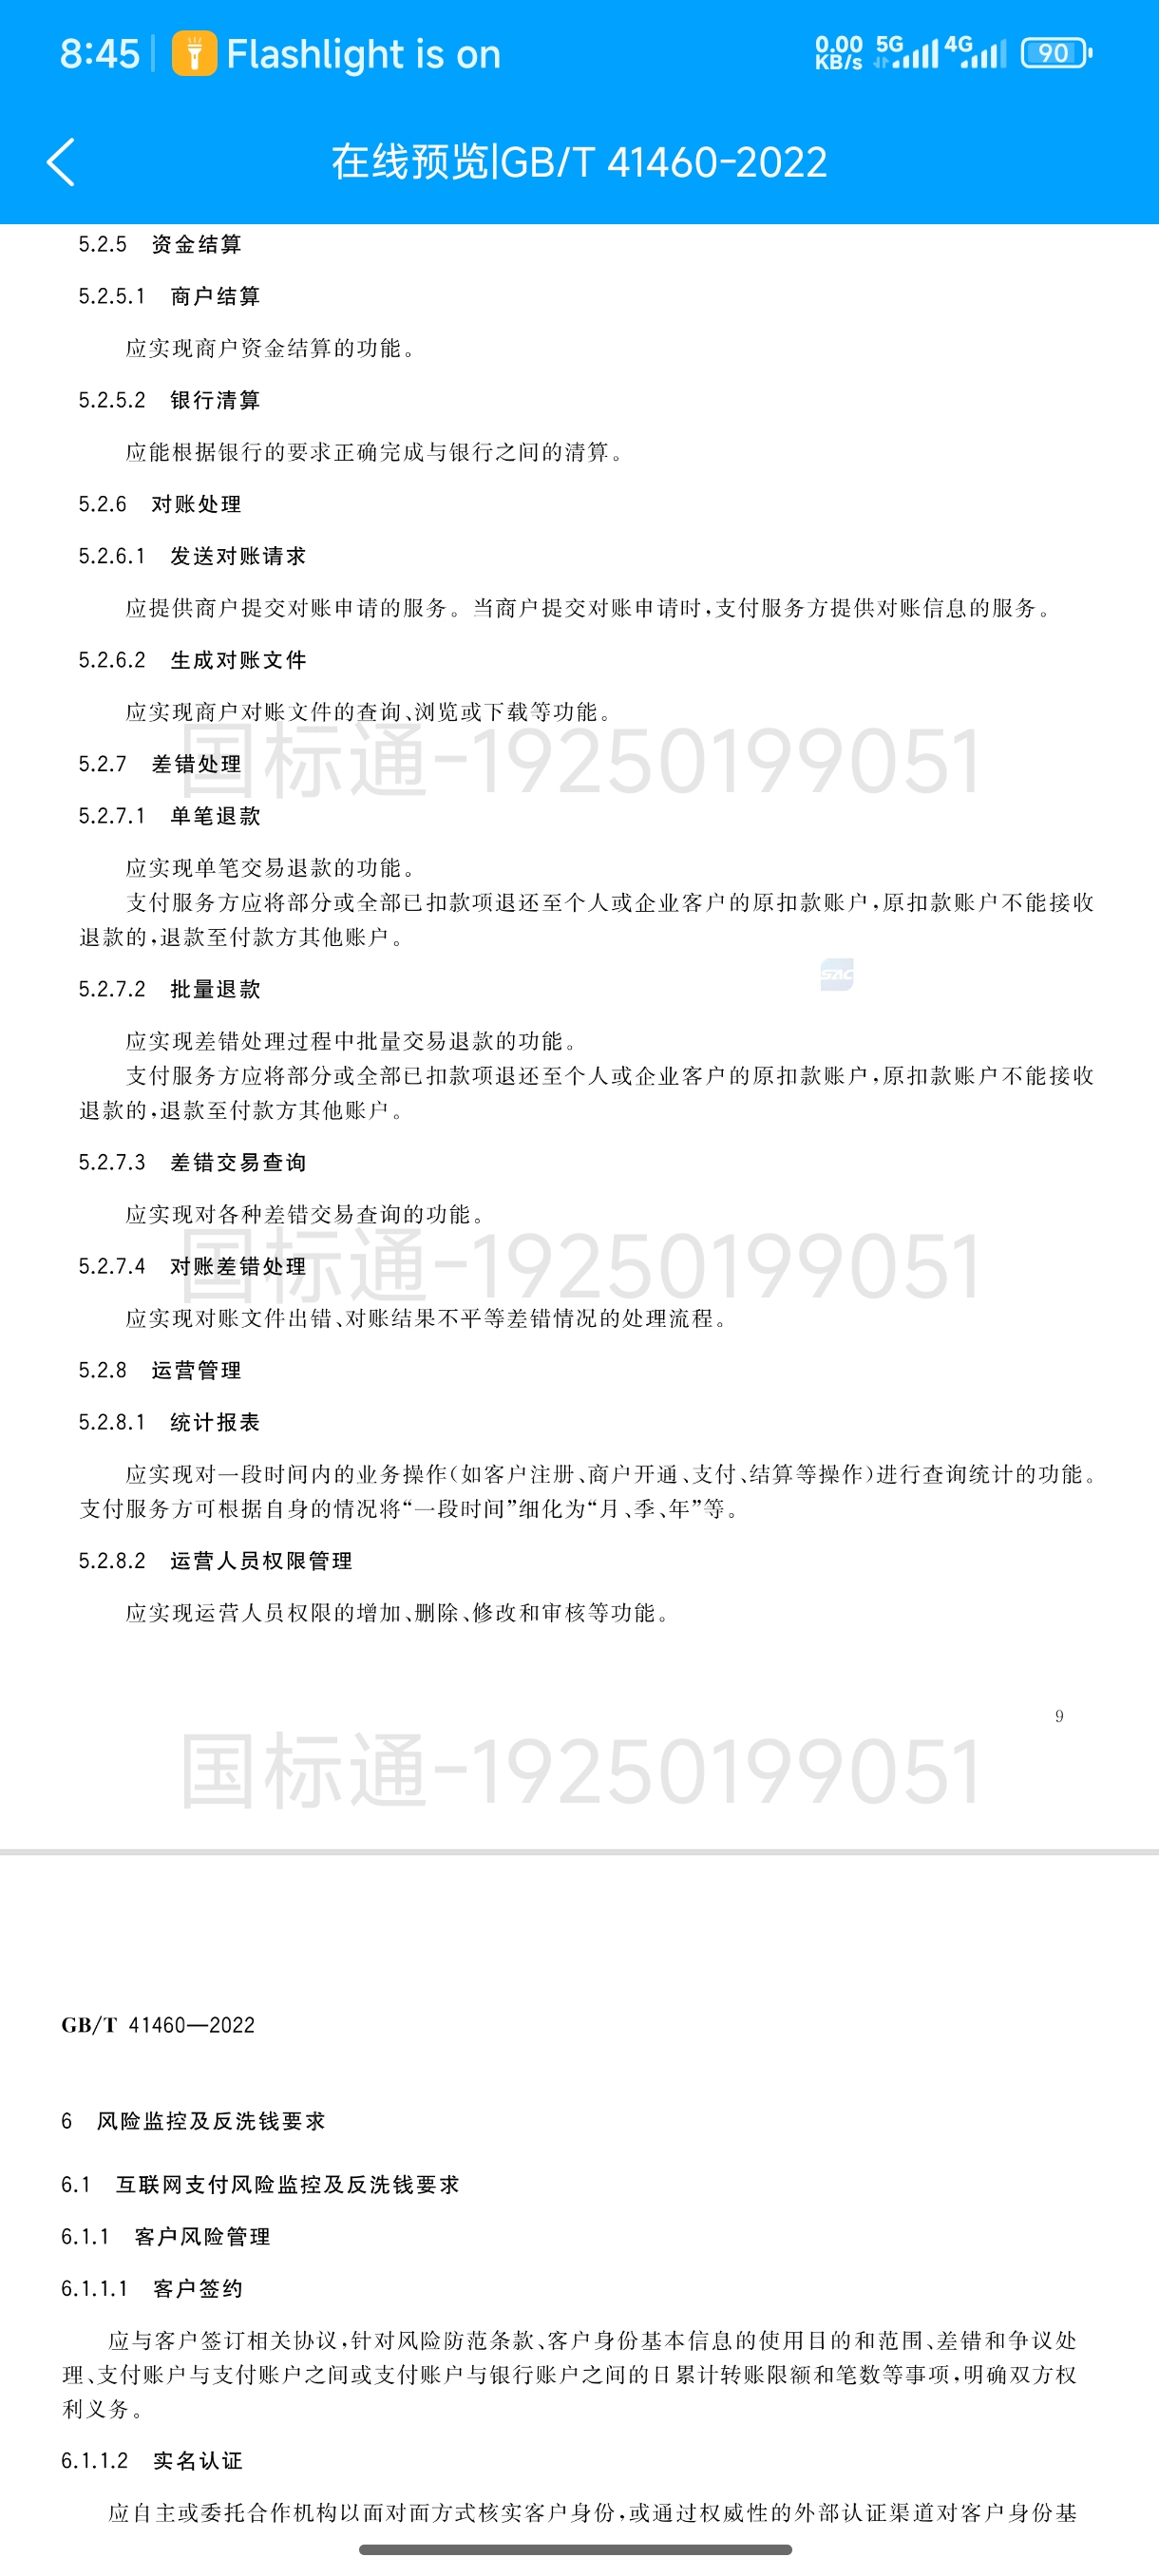 8:45
Flashlight is on
0.00 KB/s
5G
4G
90
在线预览|GB/T 41460-2022
5.2.5 资金结算
5.2.5.1 商户结算
应实现商户资金结算的功能。
5.2.5.2 银行清算
应能根据银行的要求正确完成与银行之间的清算。
5.2.6 对账处理
5.2.6.1 发送对账请求
应提供商户提交对账申请的服务。当商户提交对账申请时,支付服务方提供对账信息的服务。
5.2.6.2 生成对账文件
应实现商户对账文件的查询、浏览或下载等功能。
国标通-19250199051
5.2.7 差错处理
5.2.7.1 单笔退款
应实现单笔交易退款的功能。
支付服务方应将部分或全部已扣款项退还至个人或企业客户的原扣款账户,原扣款账户不能接收
退款的,退款至付款方其他账户。
SAC
5.2.7.2 批量退款
应实现差错处理过程中批量交易退款的功能。
支付服务方应将部分或全部已扣款项退还至个人或企业客户的原扣款账户,原扣款账户不能接收
退款的,退款至付款方其他账户。
5.2.7.3 差错交易查询
应实现对各种差错交易查询的功能。
国标通-19250199051
5.2.7.4 对账差错处理
应实现对账文件出错、对账结果不平等差错情况的处理流程。
5.2.8 运营管理
5.2.8.1 统计报表
应实现对一段时间内的业务操作(如客户注册、商户开通、支付、结算等操作)进行查询统计的功能。
支付服务方可根据自身的情况将“一段时间”细化为“月、季、年”等。
5.2.8.2 运营人员权限管理
应实现运营人员权限的增加、删除、修改和审核等功能。
9
国标通-19250199051
GB/T 41460—2022
6 风险监控及反洗钱要求
6.1 互联网支付风险监控及反洗钱要求
6.1.1 客户风险管理
6.1.1.1 客户签约
应与客户签订相关协议,针对风险防范条款、客户身份基本信息的使用目的和范围、差错和争议处
理、支付账户与支付账户之间或支付账户与银行账户之间的日累计转账限额和笔数等事项,明确双方权
利义务。
6.1.1.2 实名认证
应自主或委托合作机构以面对面方式核实客户身份,或通过权威性的外部认证渠道对客户身份基